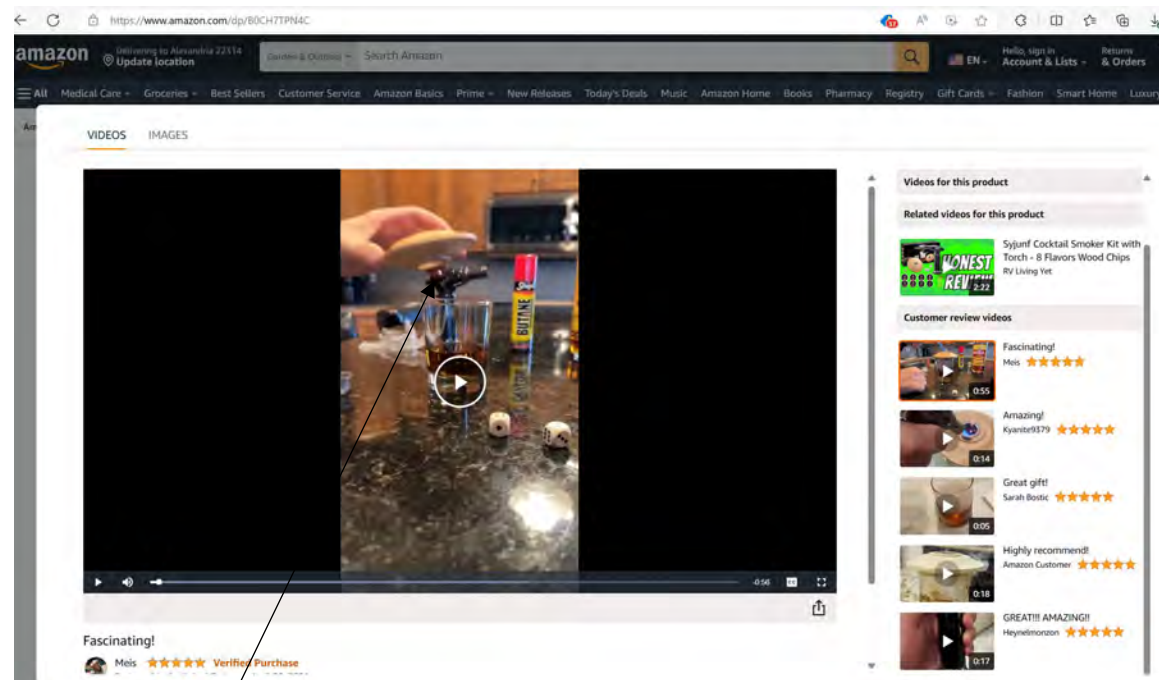 https://www.amazon.com/dp/B0CH7TPN4C
amazon
Delivering to Alexandria 22314
Update location
Garden & Outdoor
Search Amazon
EN
Hello, sign in
Account & Lists
Returns
& Orders
All Medical Care Groceries Best Sellers Customer Service Amazon Basics Prime New Releases Today's Deals Music Amazon Home Books Pharmacy Registry Gift Cards Fashion Smart Home Luxury
VIDEOS IMAGES
BUTANE
-0:56
Fascinating!
Meis Verified Purchase
Videos for this product
Related videos for this product
HONEST
REVIEW
2:22
Syjunf Cocktail Smoker Kit with
Torch - 8 Flavors Wood Chips
RV Living Yet
Customer review videos
0:55
Fascinating!
Meis
0:14
Amazing!
Kyanite9379
0:05
Great gift!
Sarah Bostic
0:18
Highly recommend!
Amazon Customer
0:17
GREAT!!! AMAZING!!
Heynelmonzon